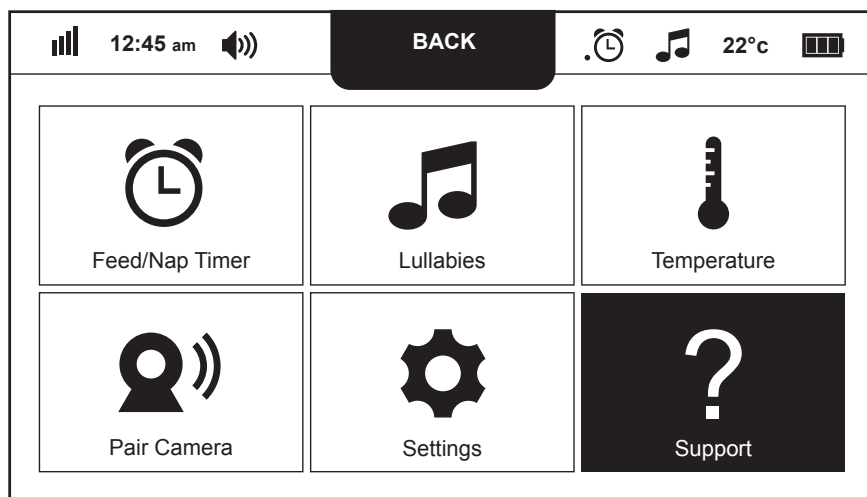 12:45 am BACK 22°c
Feed/Nap Timer Lullabies Temperature
?
Pair Camera Settings Support